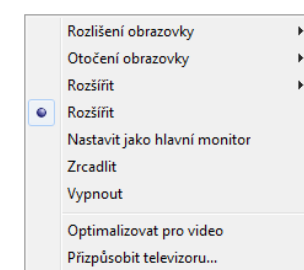 Rozlišení obrazovky
Otočení obrazovky
Rozšířit
Rozšířit
Nastavit jako hlavní monitor
Zrcadlit
Vypnout
Optimalizovat pro video
Přizpůsobit televizoru...